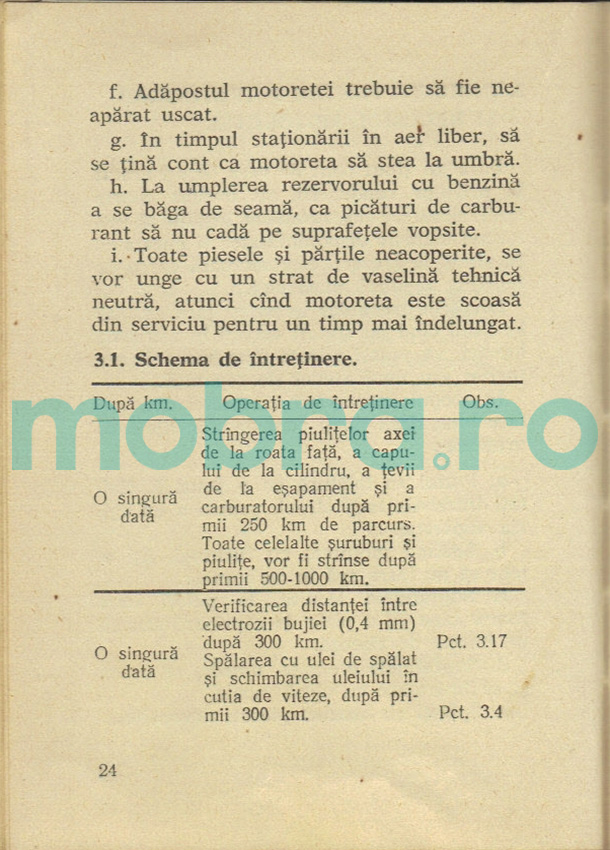 f. Adăpostul motoretei trebuie să fie ne-
apărat uscat.
g. În timpul staționării în aer liber, să
se țină cont ca motoreta să stea la umbră.
h. La umplerea rezervorului cu benzină
a se băga de seamă, ca picături de carbu-
rant să nu cadă pe suprafețele vopsite.
i. Toate piesele și părțile neacoperite, se
vor unge cu un strat de vaselină tehnică
neutră, atunci cînd motoreta este scoasă
din serviciu pentru un timp mai îndelungat.
3.1. Schema de întreținere.
După km. Operația de întreținere Obs.
mobra.ro
O singură
dată
Strîngerea piulițelor axei
de la roata față, a capu-
lui de la cilindru, a țevii
de la eșapament și a
carburatorului după pri-
mii 250 km de parcurs.
Toate celelalte șuruburi și
piulițe, vor fi strînse după
primii 500-1000 km.
O singură
dată
Verificarea distanței între
electrozii bujiei (0,4 mm)
după 300 km. Pct. 3.17
Spălarea cu ulei de spălat
și schimbarea uleiului în
cutia de viteze, după pri-
mii 300 km. Pct. 3.4
24